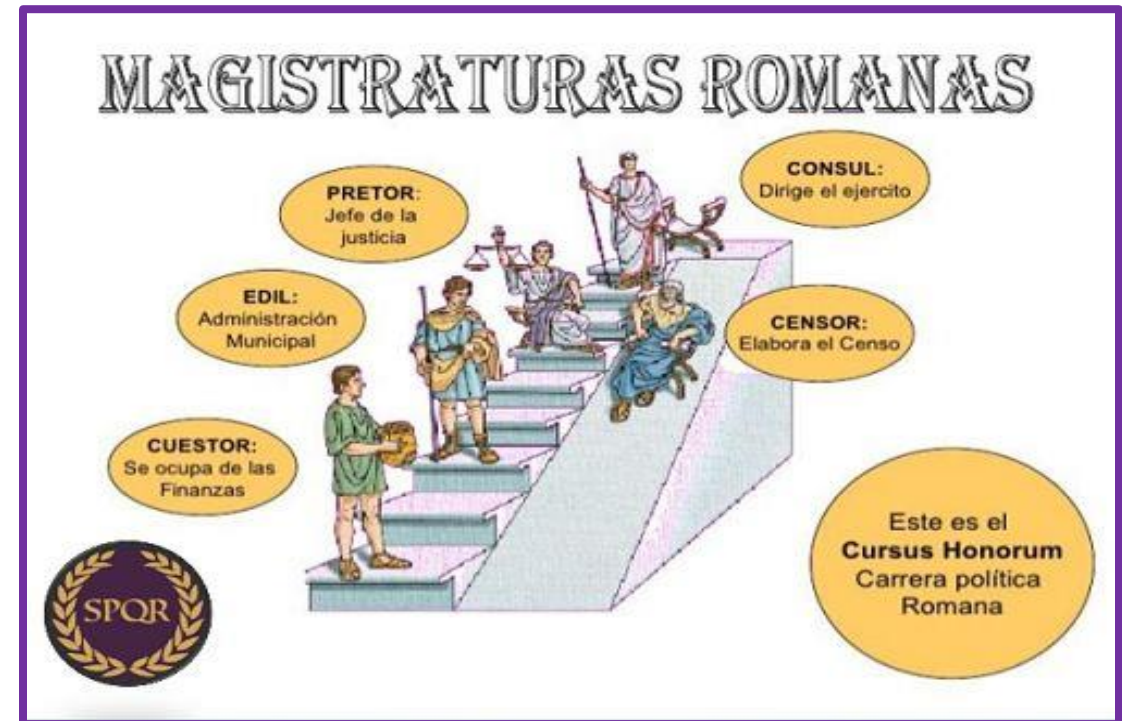 MAGISTRATURAS ROMANAS
CONSUL:
Dirige el ejercito
PRETOR:
Jefe de la
justicia
EDIL:
Administración
Municipal
CENSOR:
Elabora el Censo
CUESTOR:
Se ocupa de las
Finanzas
Este es el
Cursus Honorum
Carrera política
Romana
SPQR